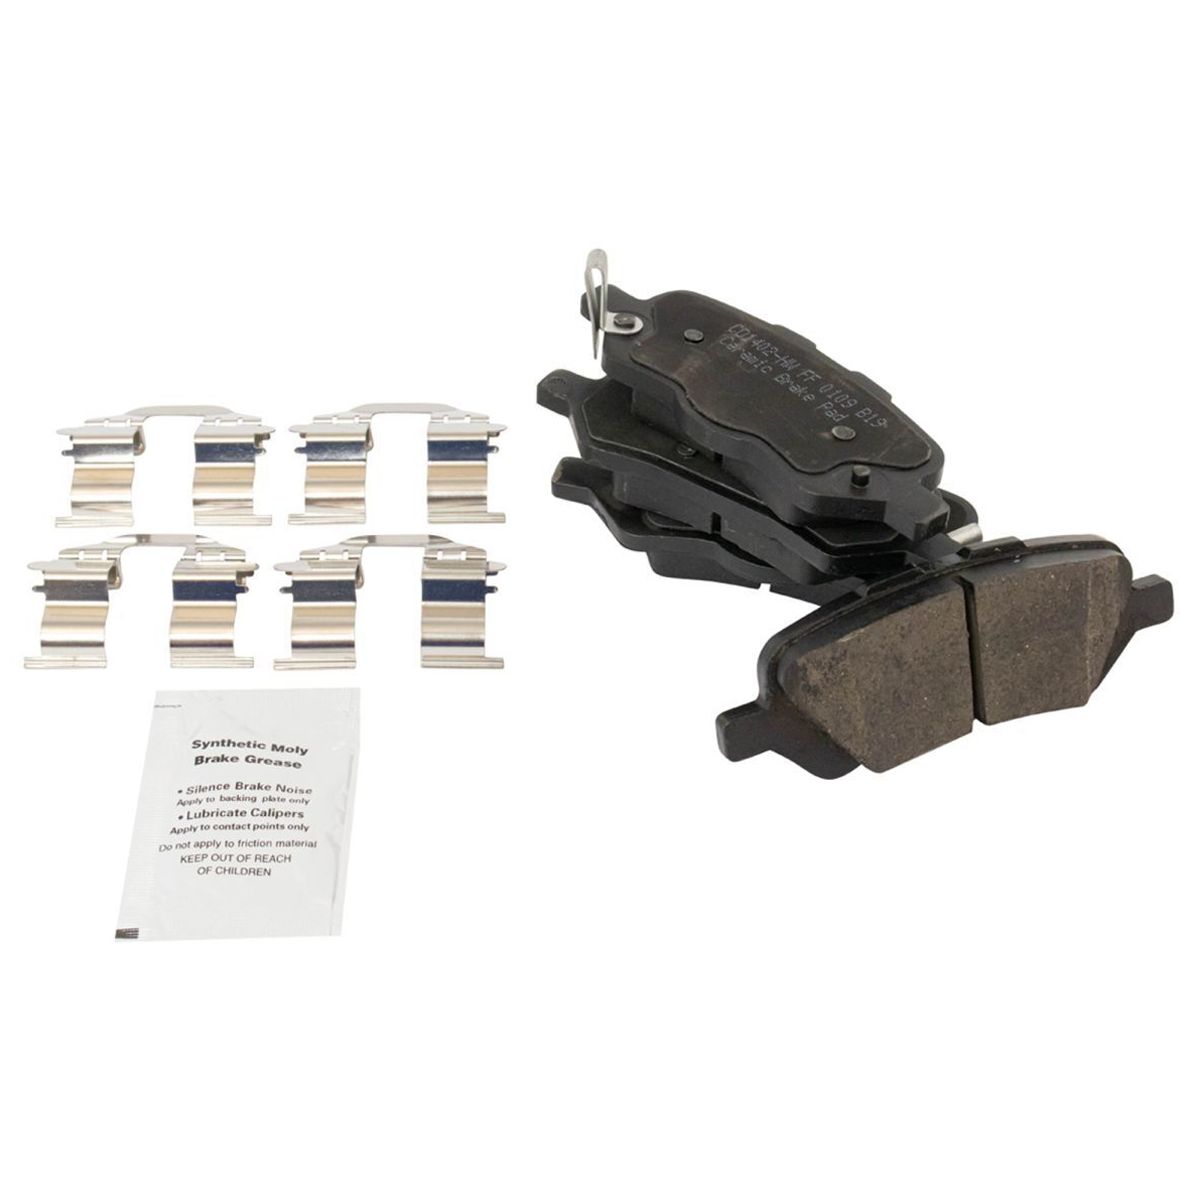 CD1402-HW FF 0109 B19
Ceramic Brake Pad
Synthetic Moly
Brake Grease
• Silence Brake Noise
Apply to backing plate only
• Lubricate Calipers
Apply to contact points only
Do not apply to friction material
KEEP OUT OF REACH
OF CHILDREN